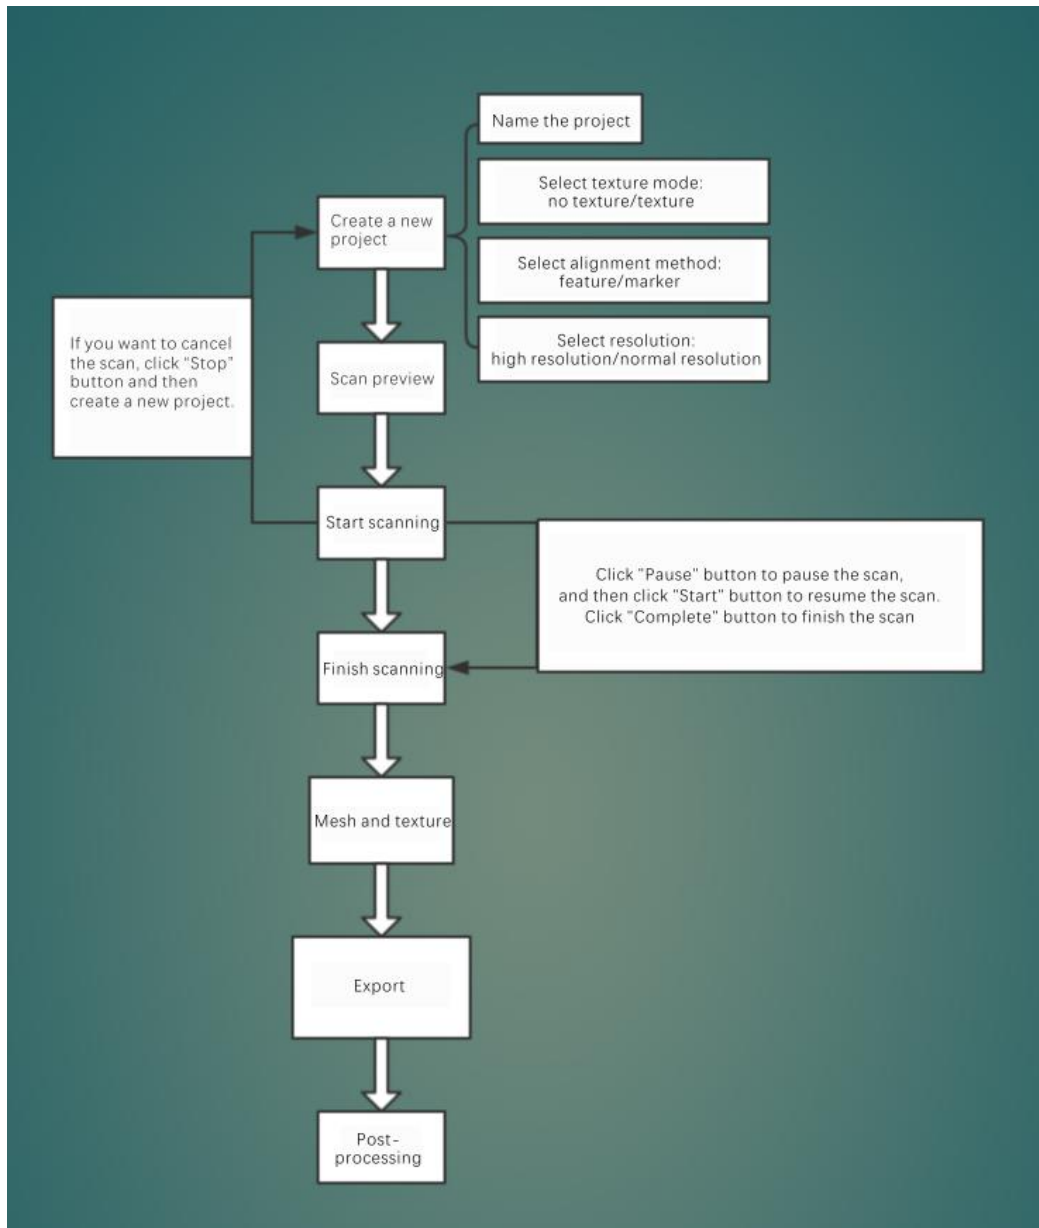 Name the project
Select texture mode:
no texture/texture
Create a new
project
Select alignment method:
feature/marker
Select resolution:
high resolution/normal resolution
If you want to cancel
the scan, click "Stop"
button and then
create a new project.
Scan preview
Start scanning
Click "Pause" button to pause the scan,
and then click "Start" button to resume the scan.
Click "Complete" button to finish the scan
Finish scanning
Mesh and texture
Export
Post-
processing